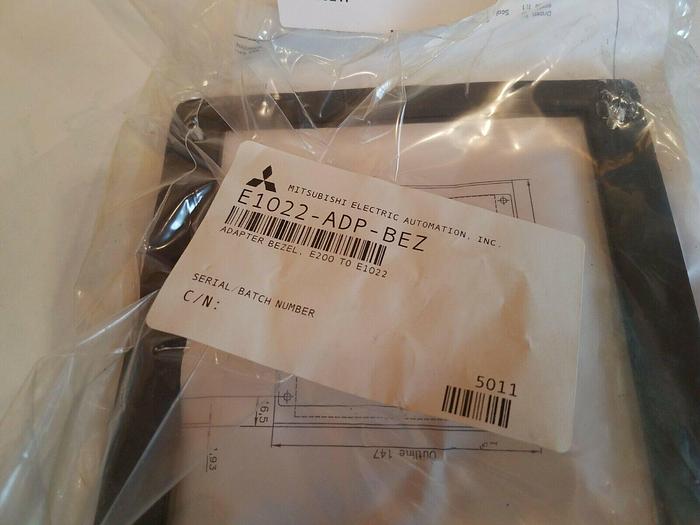 MITSUBISHI ELECTRIC AUTOMATION, INC.
E1022-ADP-BEZ
ADAPTER BEZEL, E200 TO E1022
SERIAL/BATCH NUMBER
C/N:
5011
16,5
1,93
Outline 147